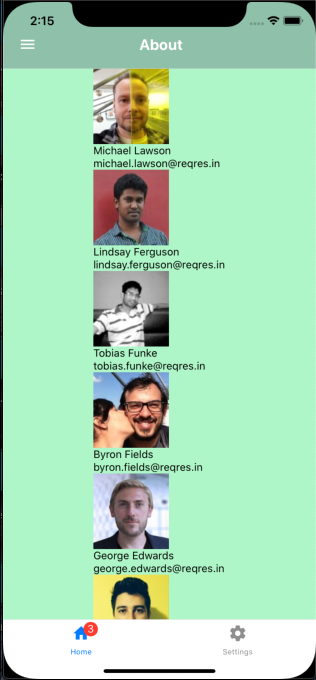 2:15
About
Michael Lawson
michael.lawson@reqres.in
Lindsay Ferguson
lindsay.ferguson@reqres.in
Tobias Funke
tobias.funke@reqres.in
Byron Fields
byron.fields@reqres.in
George Edwards
george.edwards@reqres.in
3
Home
Settings